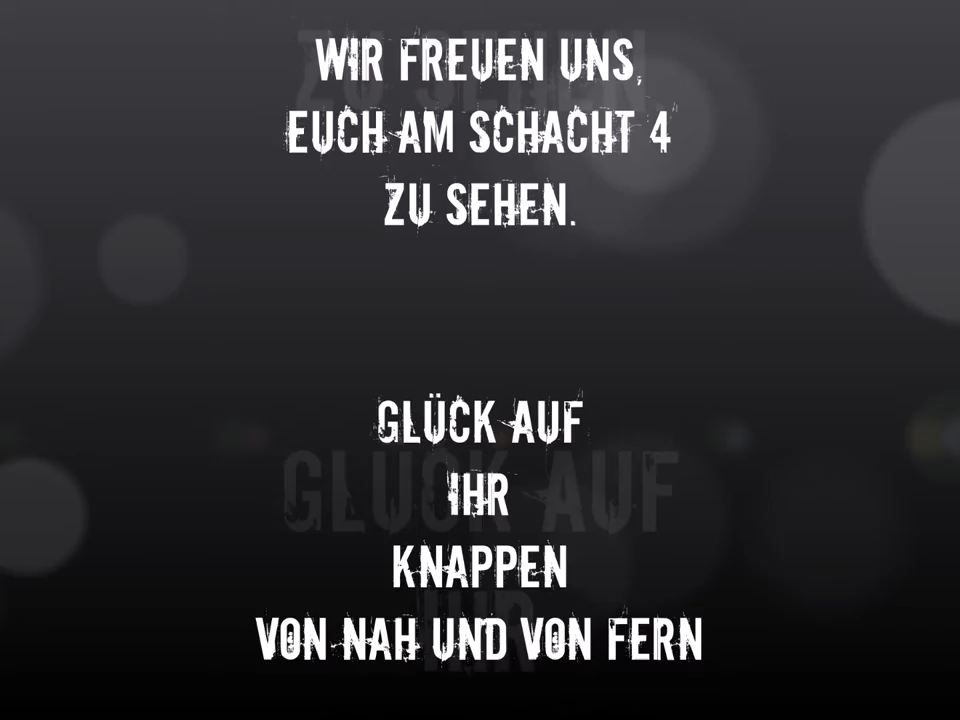 WIR FREUEN UNS,
EUCH AM SCHACHT 4
ZU SEHEN.
GLÜCK AUF
IHR
KNAPPEN
VON NAH UND VON FERN